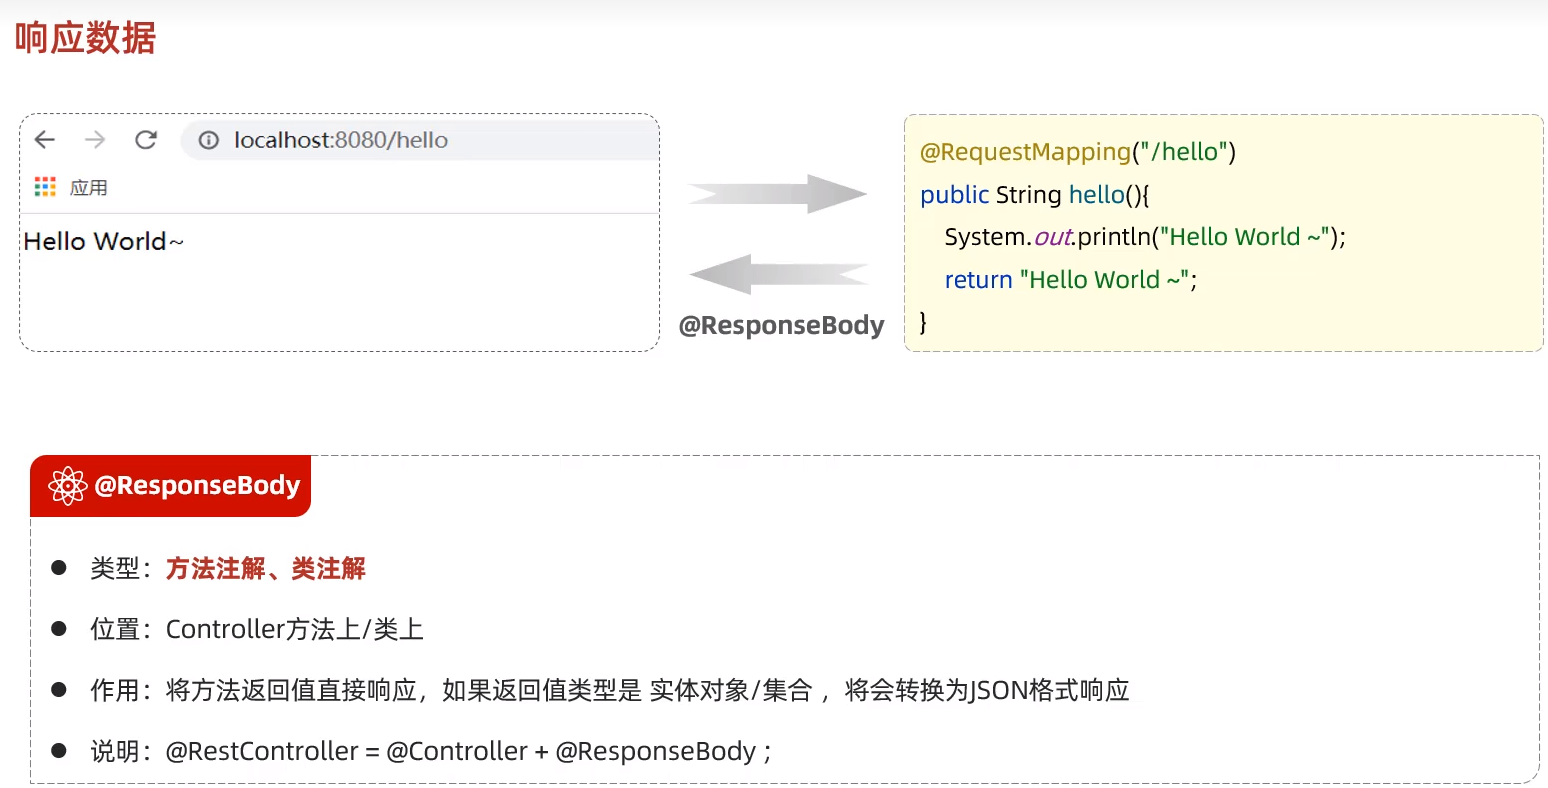 响应数据
localhost:8080/hello
应用
Hello World~
@ResponseBody
@RequestMapping("/hello")
public String hello(){
System.out.println("Hello World ~");
return "Hello World ~";
}
@ResponseBody
类型：方法注解、类注解
位置：Controller方法上/类上
作用：将方法返回值直接响应，如果返回值类型是 实体对象/集合 ，将会转换为JSON格式响应
说明：@RestController = @Controller + @ResponseBody ;